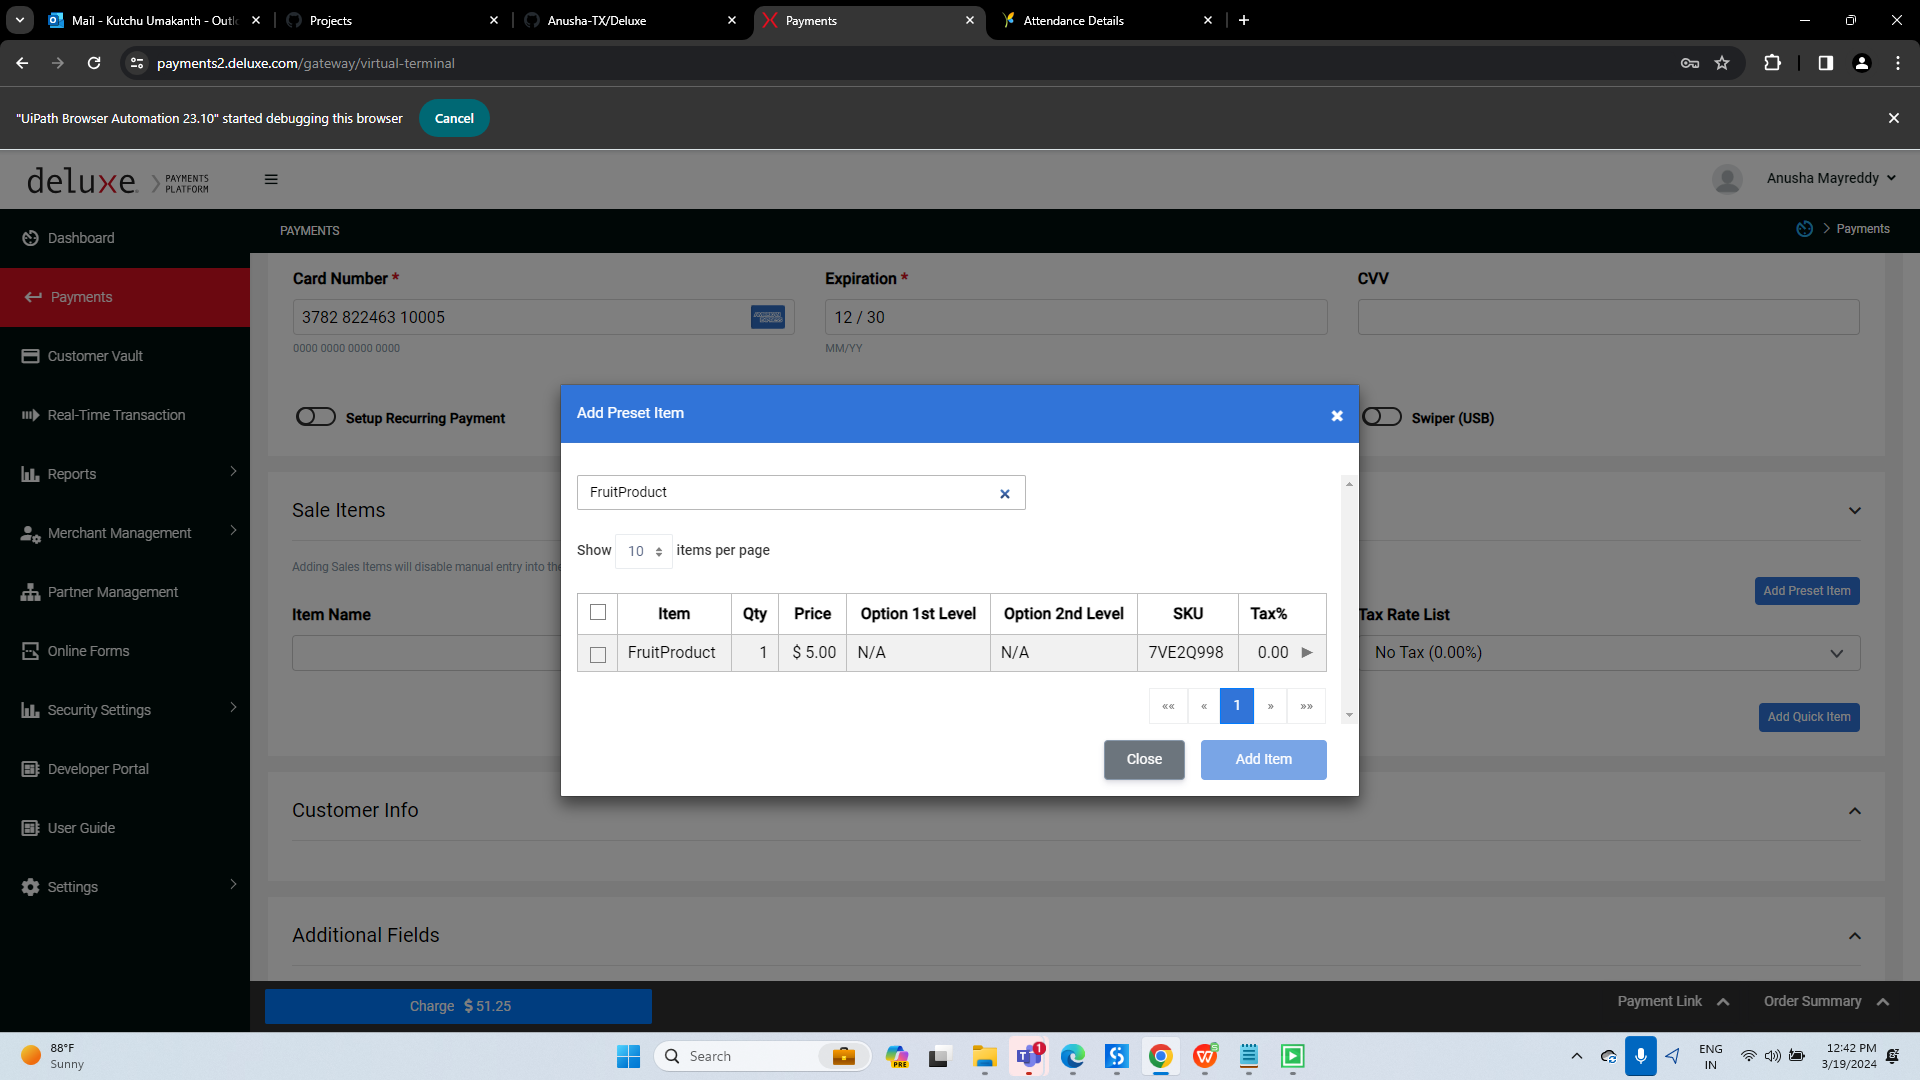 Mail - Kutchu Umakanth - Outl
Projects
Anusha-TX/Deluxe
Payments
Attendance Details
payments2.deluxe.com/gateway/virtual-terminal
"UiPath Browser Automation 23.10" started debugging this browser
Cancel
deluxe. PAYMENTS PLATFORM
Anusha Mayreddy
Dashboard
Payments
Customer Vault
Real-Time Transaction
Reports
Merchant Management
Partner Management
Online Forms
Security Settings
Developer Portal
User Guide
Settings
PAYMENTS
Payments
Card Number *
Expiration *
CVV
3782 822463 10005
12 / 30
0000 0000 0000 0000
MM/YY
Setup Recurring Payment
Swiper (USB)
Sale Items
Adding Sales Items will disable manual entry into the
Add Preset Item
Item Name
Tax Rate List
No Tax (0.00%)
Add Quick Item
Add Preset Item
FruitProduct
Show 10 items per page
Item Qty Price Option 1st Level Option 2nd Level SKU Tax%
FruitProduct 1 $ 5.00 N/A N/A 7VE2Q998 0.00
«« « 1 » »»
Close
Add Item
Customer Info
Additional Fields
Charge $ 51.25
Payment Link
Order Summary
88°F
Sunny
Search
PRE
1
ENG
IN
12:42 PM
3/19/2024